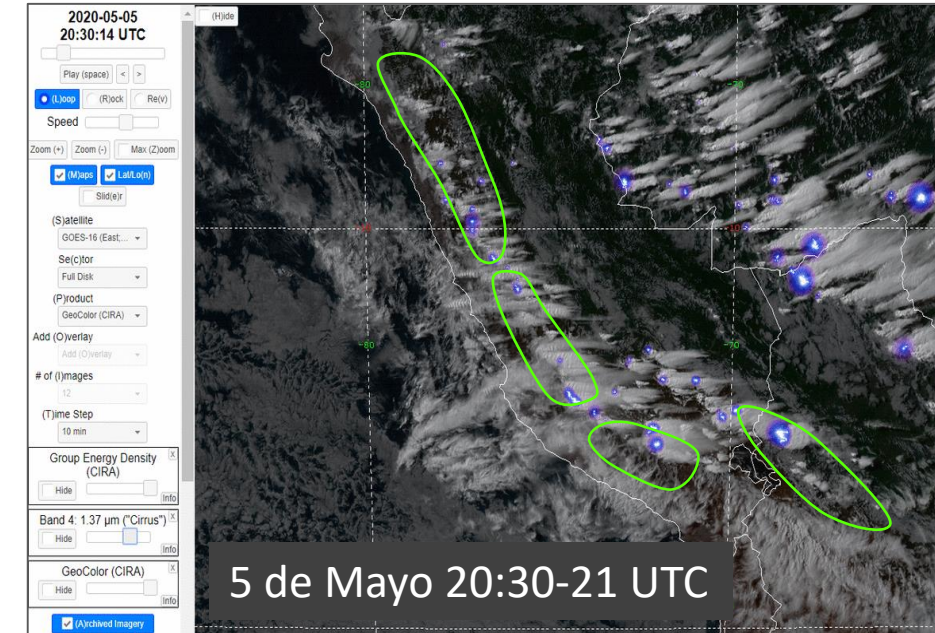 2020-05-05
20:30:14 UTC
Play (space) < >
(L)oop (R)ock Re(v)
Speed
Zoom (+) Zoom (-) Max (Z)oom
(M)aps Lat/Lo(n)
Slid(e)r
(S)atellite
GOES-16 (East;...
Se(c)tor
Full Disk
(P)roduct
GeoColor (CIRA)
Add (O)verlay
Add (O)verlay
# of (I)mages
12
(T)ime Step
10 min
Group Energy Density
(CIRA)
X
Hide
Info
Band 4: 1.37 µm ("Cirrus")
X
Hide
Info
GeoColor (CIRA)
X
Hide
Info
(A)rchived Imagery
(H)ide
-80
-70
-10
-10
-80
-70
5 de Mayo 20:30-21 UTC